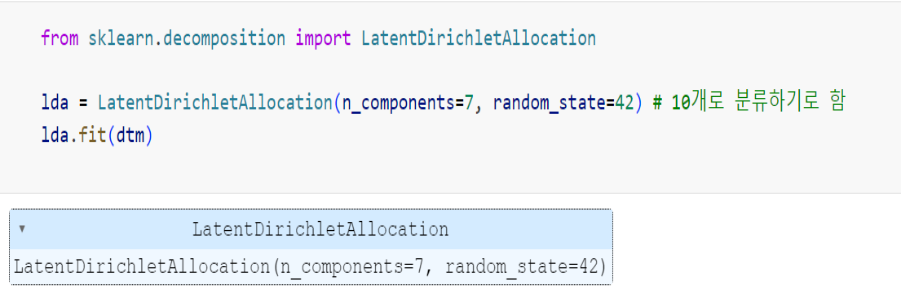 from sklearn.decomposition import LatentDirichletAllocation
lda = LatentDirichletAllocation(n_components=7, random_state=42) # 10개로 분류하기로 함
lda.fit(dtm)
▾ LatentDirichletAllocation
LatentDirichletAllocation(n_components=7, random_state=42)